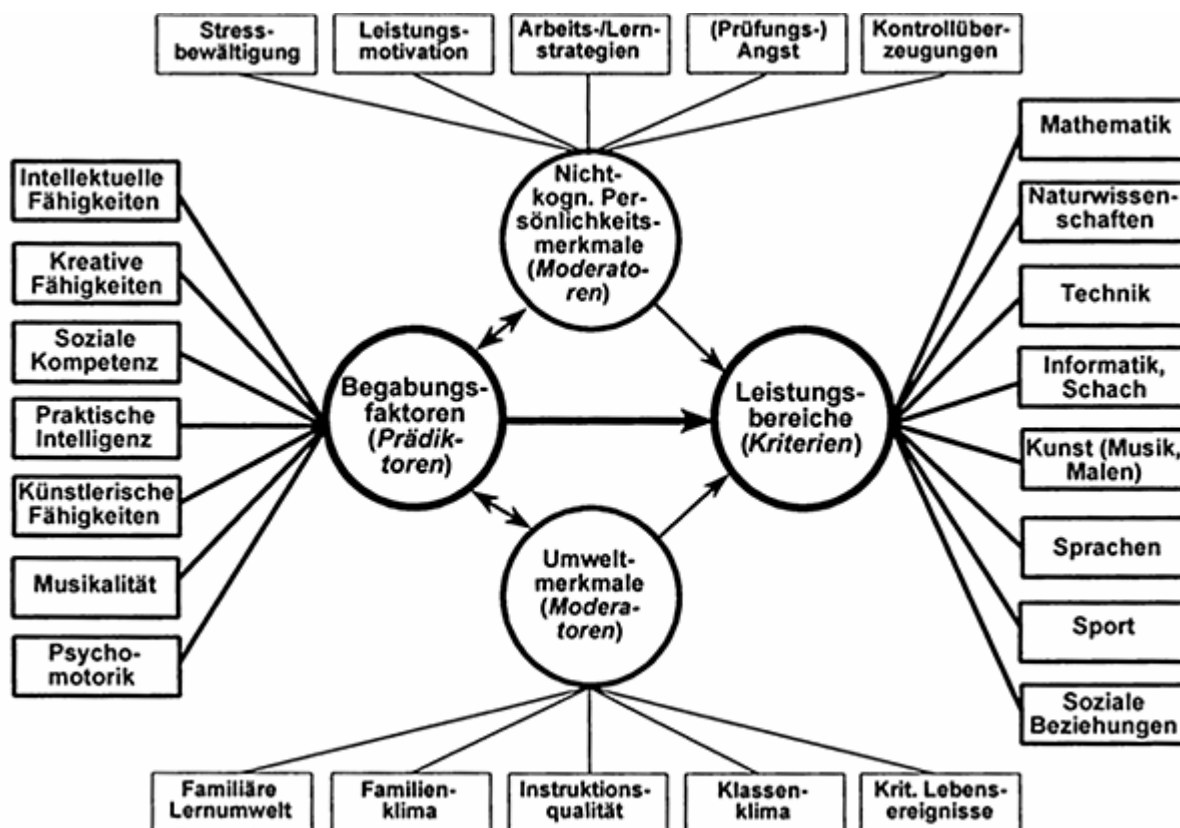 Stress-
bewältigung
Leistungs-
motivation
Arbeits-/Lern-
strategien
(Prüfungs-)
Angst
Kontrollüber-
zeugungen
Nicht-
kogn. Per-
sönlichkeits-
merkmale
(Moderato-
ren)
Intellektuelle
Fähigkeiten
Kreative
Fähigkeiten
Soziale
Kompetenz
Praktische
Intelligenz
Künstlerische
Fähigkeiten
Musikalität
Psycho-
motorik
Begabungs-
faktoren
(Prädik-
toren)
Leistungs-
bereiche
(Kriterien)
Mathematik
Naturwissen-
schaften
Technik
Informatik,
Schach
Kunst (Musik,
Malen)
Sprachen
Sport
Soziale
Beziehungen
Umwelt-
merkmale
(Modera-
toren)
Familiäre
Lernumwelt
Familien-
klima
Instruktions-
qualität
Klassen-
klima
Krit. Lebens-
ereignisse